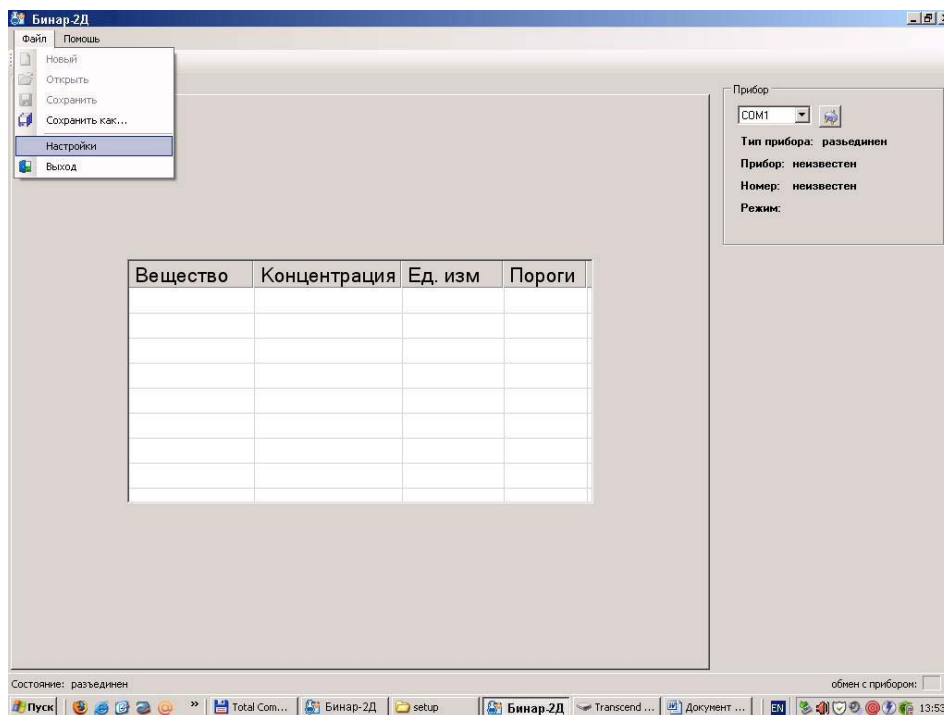 Бинар-2Д
Файл Помошь
Новый
Открыть
Сохранить
Сохранить как...
Настройки
Выход
Прибор
COM1
Тип прибора: разьединен
Прибор: неизвестен
Номер: неизвестен
Режим:
Вещество Концентрация Ед. изм Пороги
Состояние: разъединен обмен с прибором:
Пуск » Total Com... Бинар-2Д setup Бинар-2Д Transcend ... Документ ... EN 13:53